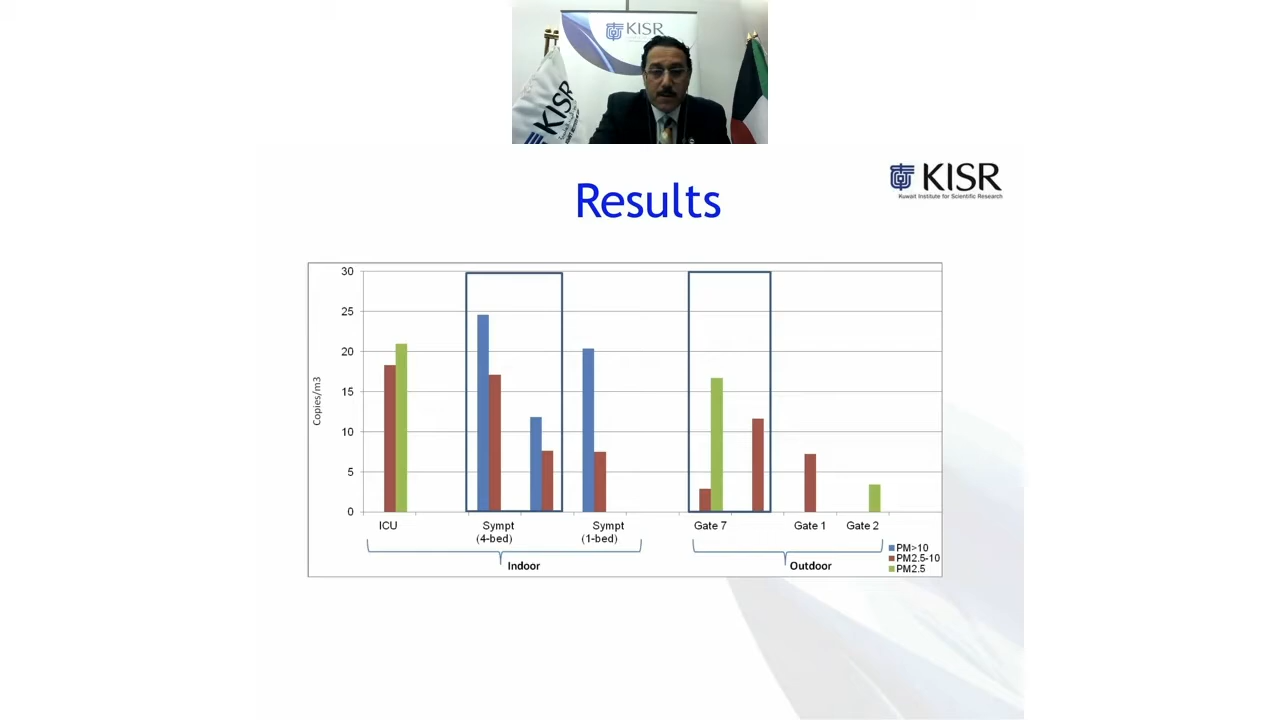 KISR
KISR
Results
KISR
Kuwait Institute for Scientific Research
30
25
20
15
10
5
0
Copies/m3
ICU
Sympt
(4-bed)
Sympt
(1-bed)
Gate 7
Gate 1
Gate 2
Indoor
Outdoor
PM>10
PM2.5-10
PM2.5